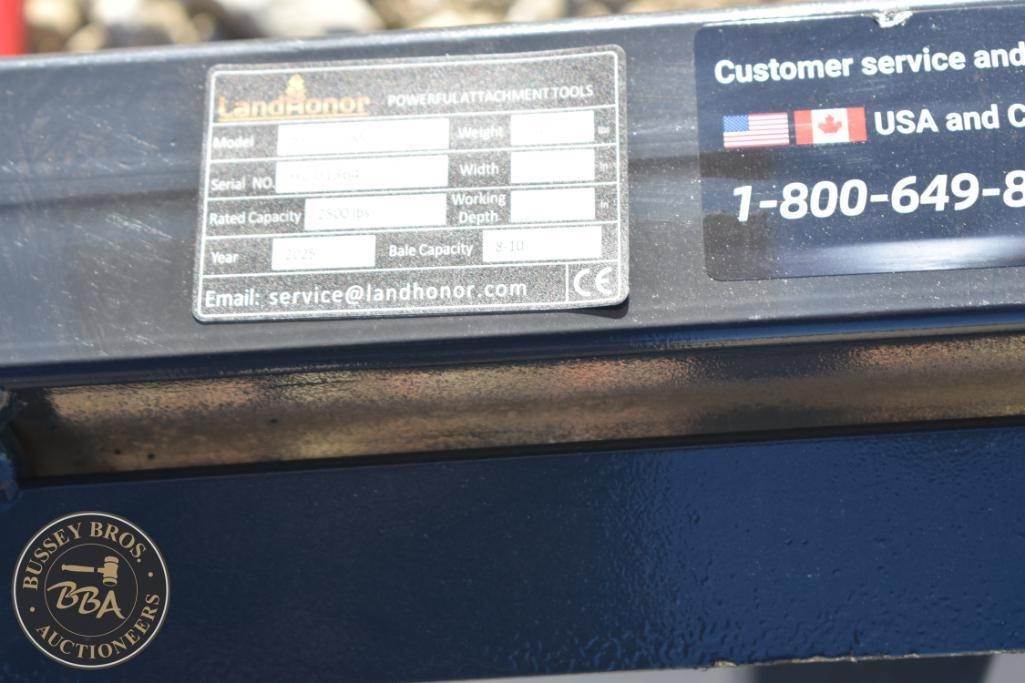 LandHonor POWERFUL ATTACHMENT TOOLS
Model Weight
Serial NO. Width in
Rated Capacity 2500 lbs Working Depth in
Year 2025 Bale Capacity 8-10
Email: service@landhonor.com CE
Customer service and
USA and C
1-800-649-8
BUSSEY BROS.
BBA
AUCTIONEERS